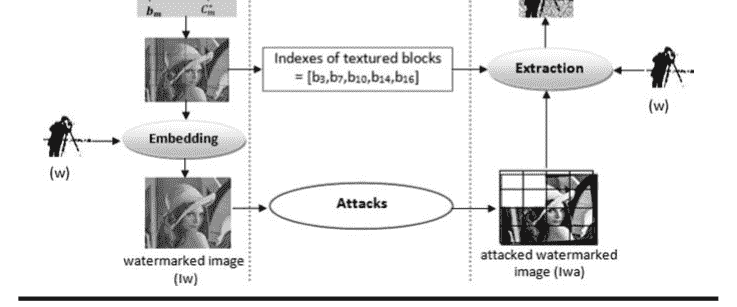 b_m C*_m
Indexes of textured blocks
= [b₃,b₇,b₁₀,b₁₄,b₁₆]
Extraction
(w)
Embedding
(w)
Attacks
watermarked image
(Iw)
attacked watermarked
image (Iwa)